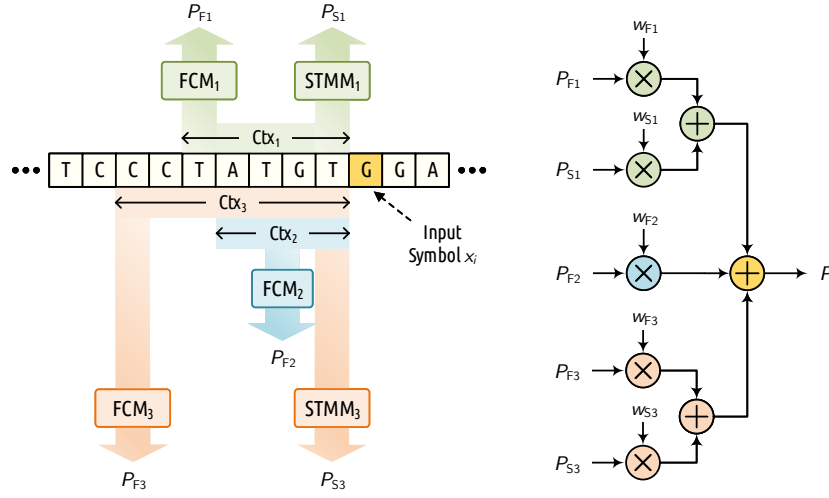 P_F1 P_S1
FCM_1 STMM_1
Ctx_1
••• T C C C T A T G T G G A •••
Ctx_3
Ctx_2
Input
Symbol x_i
FCM_2
P_F2
FCM_3 STMM_3
P_F3 P_S3
w_F1
P_F1 × +
w_S1
P_S1 ×
w_F2
P_F2 × + P
w_F3
P_F3 × +
w_S3
P_S3 ×